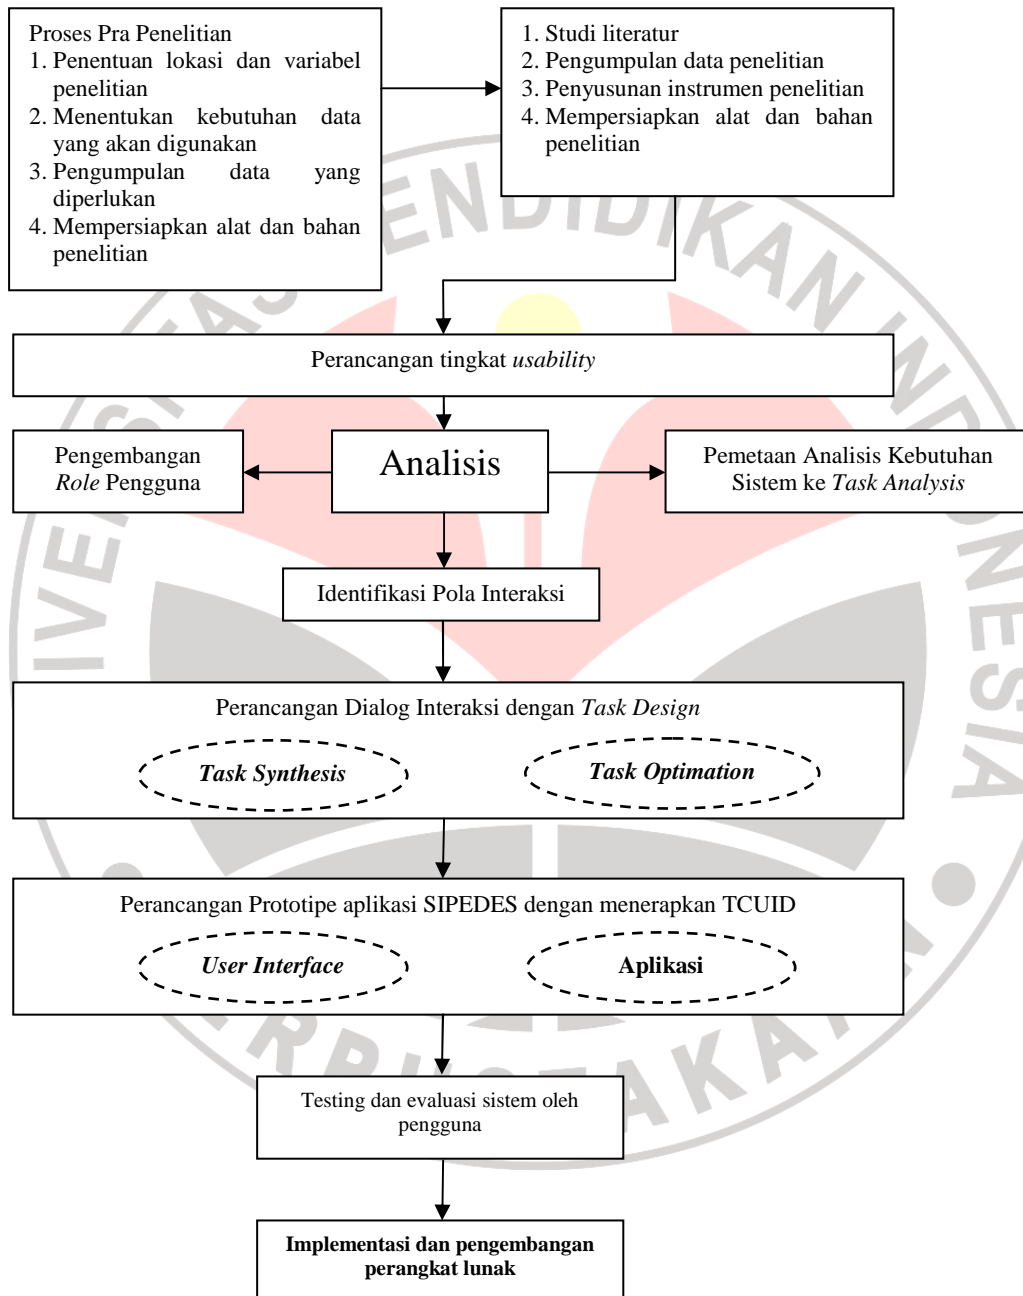 Proses Pra Penelitian
1. Penentuan lokasi dan variabel
penelitian
2. Menentukan kebutuhan data
yang akan digunakan
3. Pengumpulan data yang
diperlukan
4. Mempersiapkan alat dan bahan
penelitian
1. Studi literatur
2. Pengumpulan data penelitian
3. Penyusunan instrumen penelitian
4. Mempersiapkan alat dan bahan
penelitian
Perancangan tingkat usability
Pengembangan
Role Pengguna
Analisis
Pemetaan Analisis Kebutuhan
Sistem ke Task Analysis
Identifikasi Pola Interaksi
Perancangan Dialog Interaksi dengan Task Design
Task Synthesis
Task Optimation
Perancangan Prototipe aplikasi SIPEDES dengan menerapkan TCUID
User Interface
Aplikasi
Testing dan evaluasi sistem oleh
pengguna
Implementasi dan pengembangan
perangkat lunak